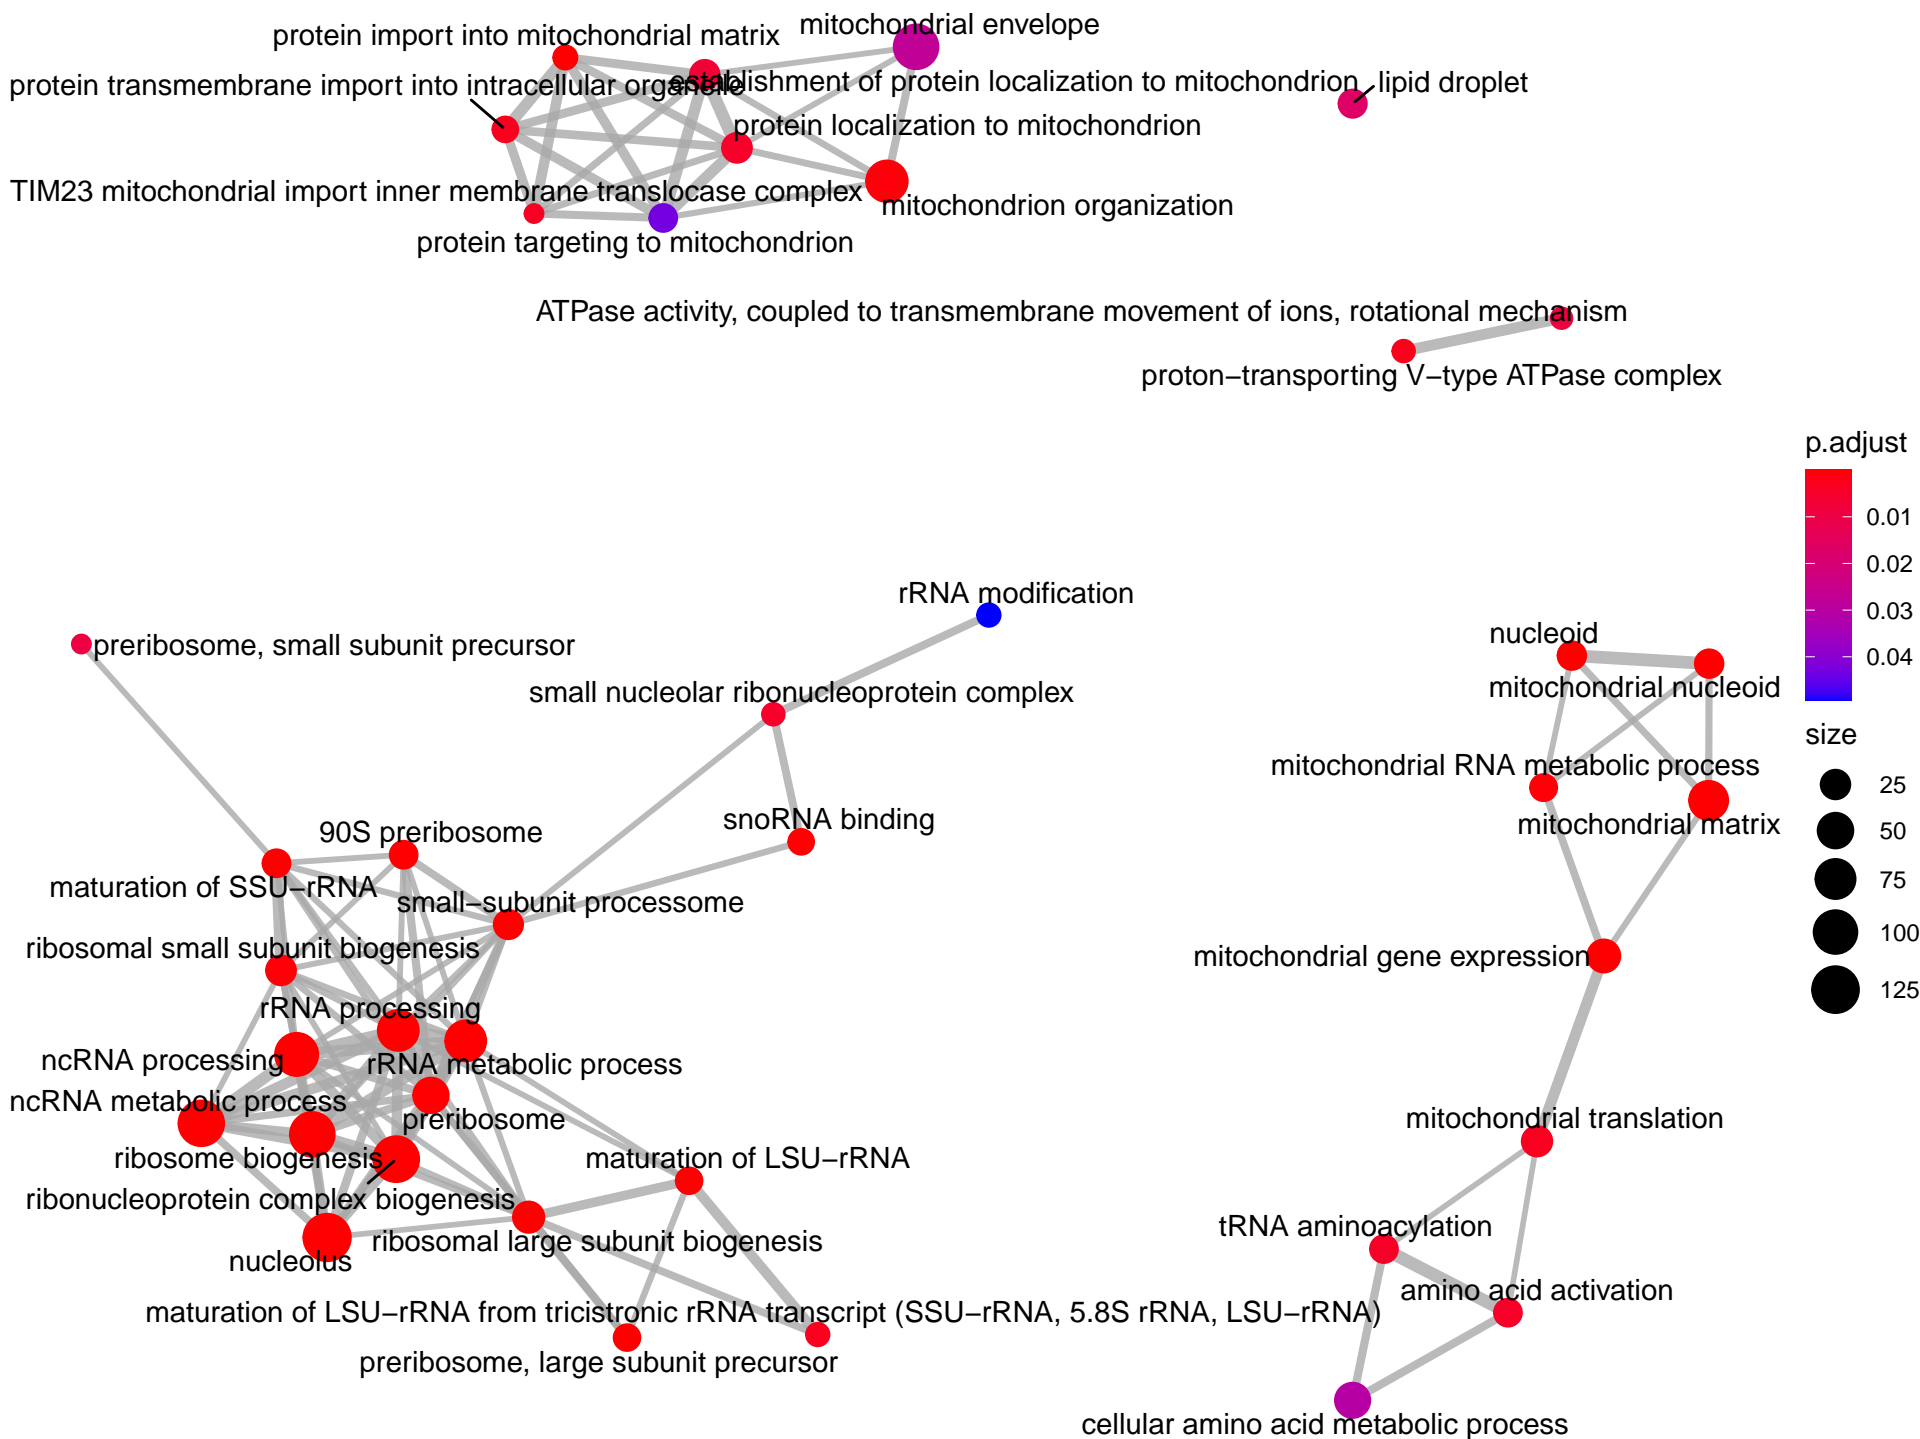 mitochondrial envelope
protein import into mitochondrial matrix
establishment of protein localization to mitochondrion
lipid droplet
protein transmembrane import into intracellular organelle
protein localization to mitochondrion
TIM23 mitochondrial import inner membrane translocase complex
mitochondrion organization
protein targeting to mitochondrion
ATPase activity, coupled to transmembrane movement of ions, rotational mechanism
proton−transporting V−type ATPase complex
p.adjust
0.01
0.02
0.03
0.04
size
25
50
75
100
125
rRNA modification
preribosome, small subunit precursor
small nucleolar ribonucleoprotein complex
snoRNA binding
90S preribosome
maturation of SSU−rRNA
small−subunit processome
ribosomal small subunit biogenesis
rRNA processing
ncRNA processing
rRNA metabolic process
ncRNA metabolic process
preribosome
ribosome biogenesis
maturation of LSU−rRNA
ribonucleoprotein complex biogenesis
ribosomal large subunit biogenesis
nucleolus
maturation of LSU−rRNA from tricistronic rRNA transcript (SSU−rRNA, 5.8S rRNA, LSU−rRNA)
preribosome, large subunit precursor
nucleoid
mitochondrial nucleoid
mitochondrial RNA metabolic process
mitochondrial matrix
mitochondrial gene expression
mitochondrial translation
tRNA aminoacylation
amino acid activation
cellular amino acid metabolic process